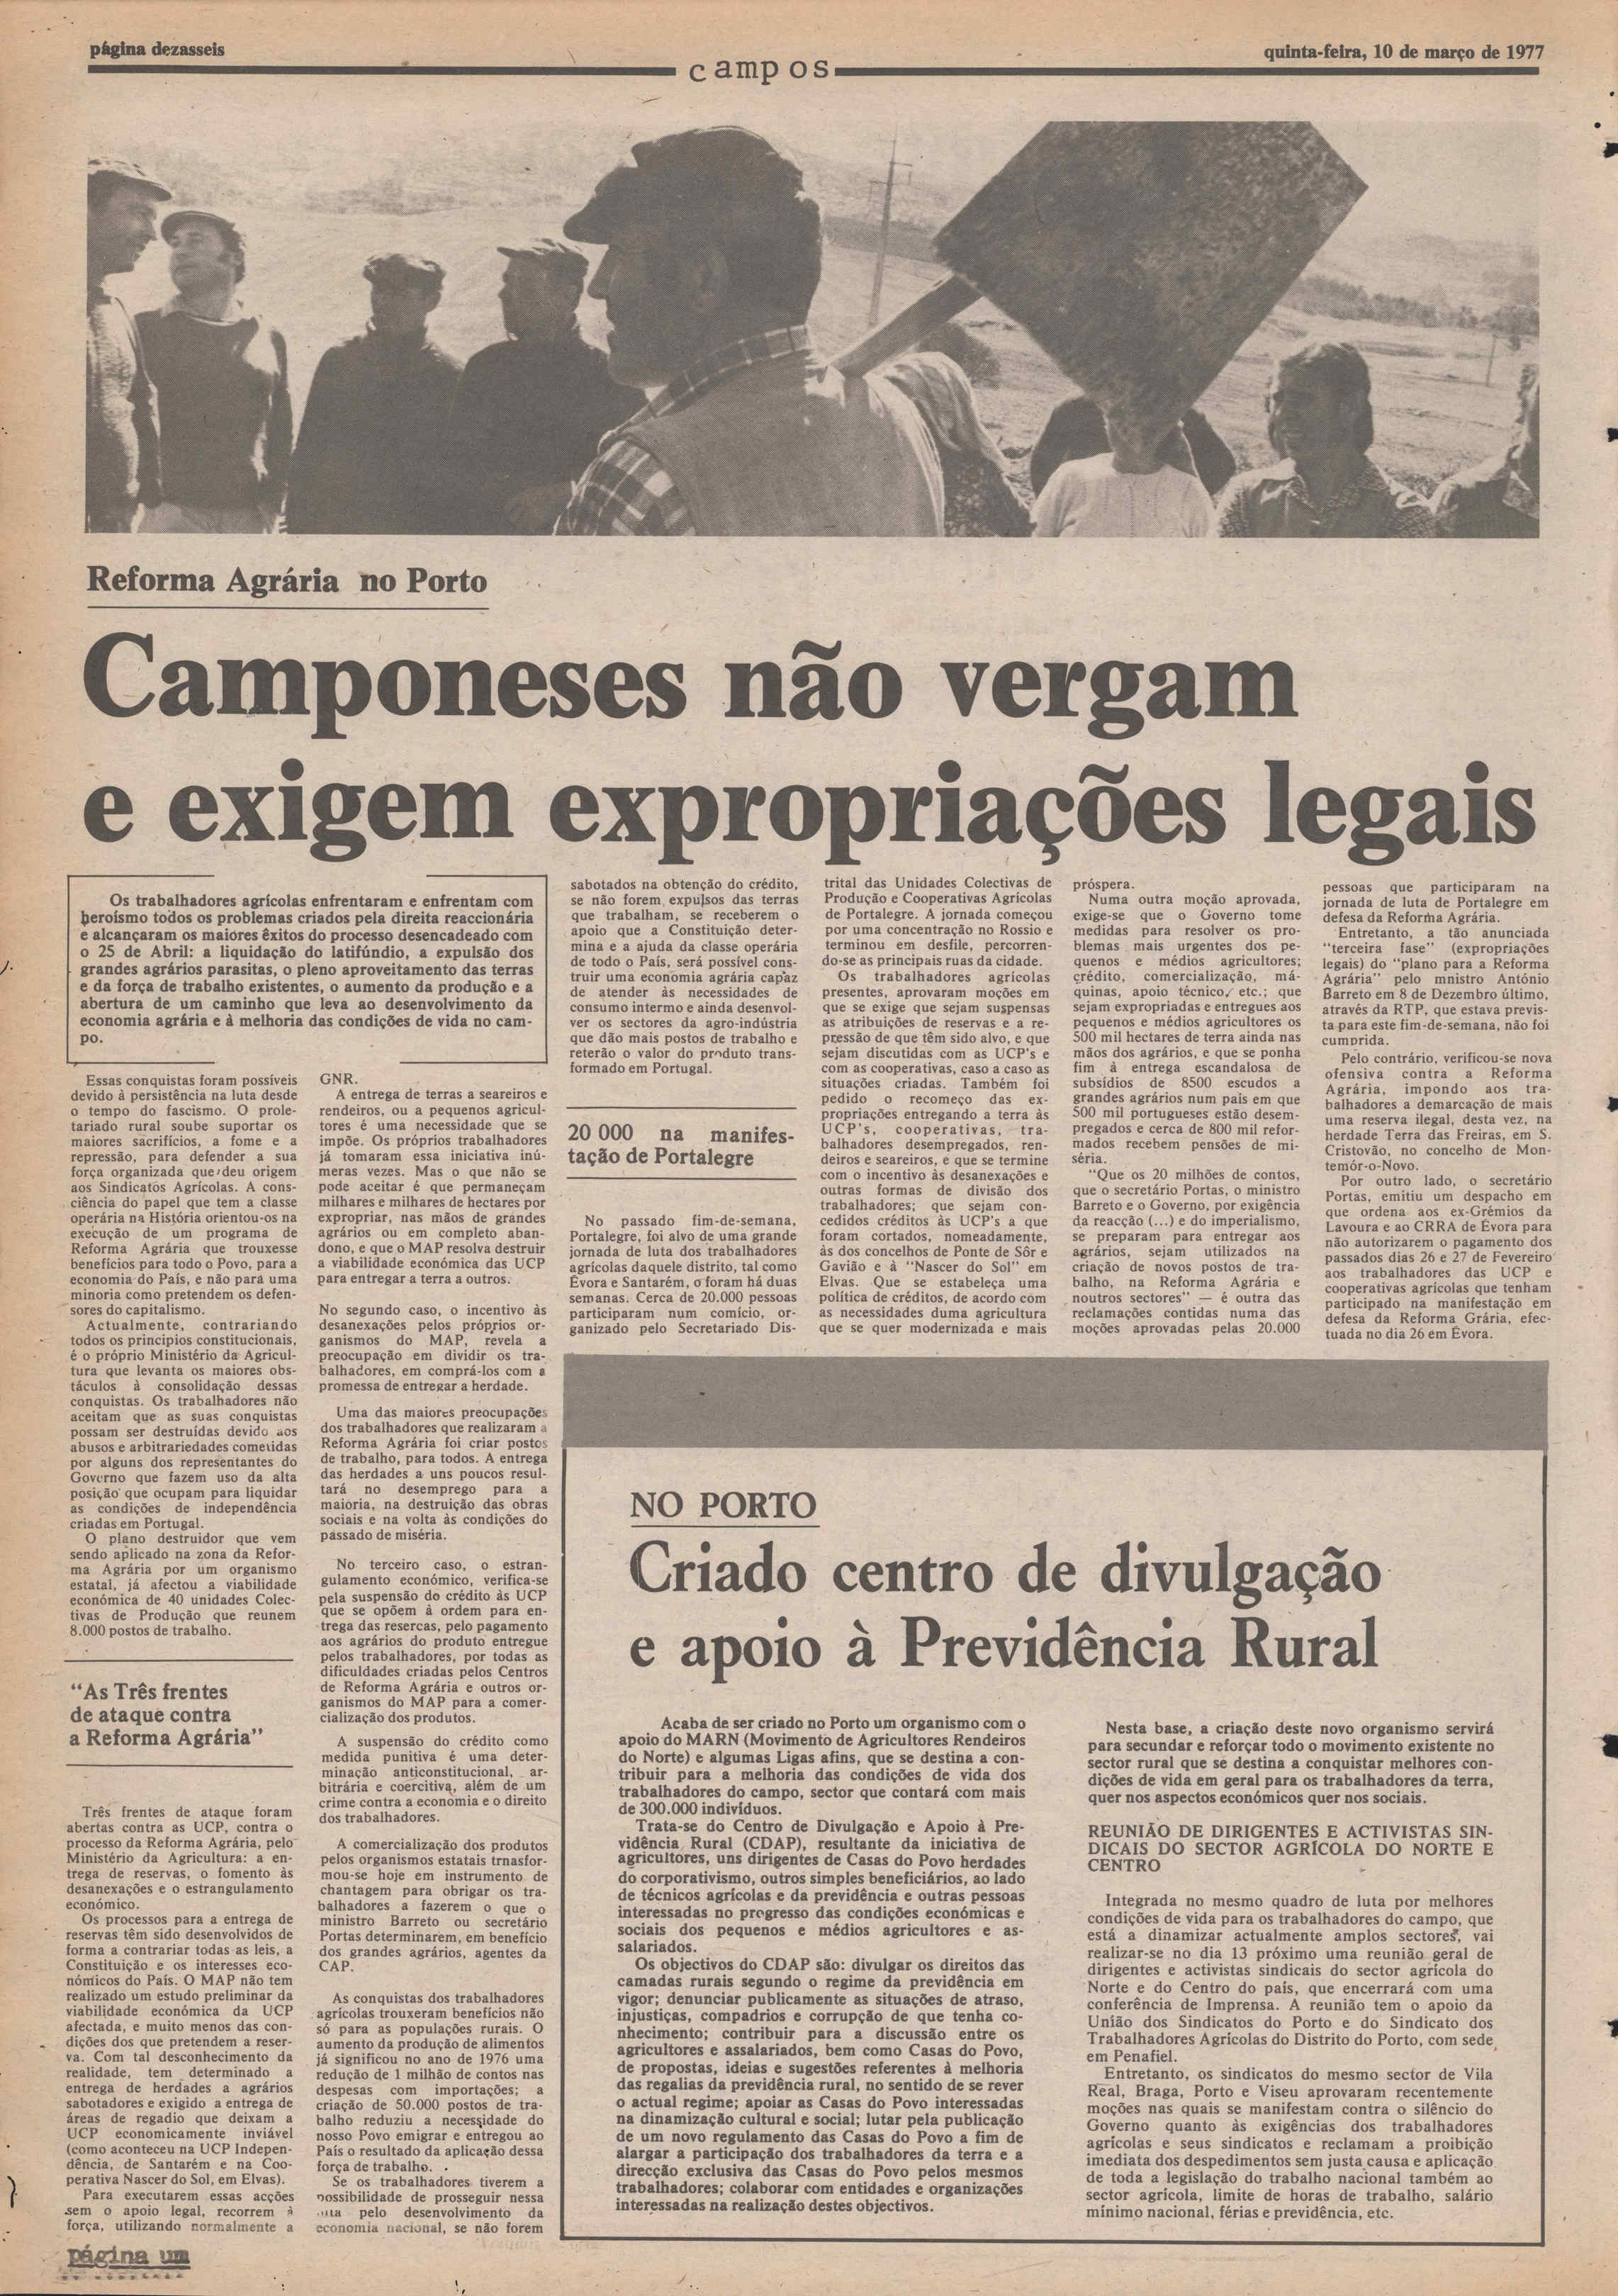 página dezasseis
quinta-feira, 10 de março de 1977
campos
Reforma Agrária no Porto
Camponeses não vergam
e exigem expropriações legais
Os trabalhadores agrícolas enfrentaram e enfrentam com
heroísmo todos os problemas criados pela direita reaccionária
e alcançaram os maiores êxitos do processo desencadeado com
o 25 de Abril: a liquidação do latifúndio, a expulsão dos
grandes agrários parasitas, o pleno aproveitamento das terras
e da força de trabalho existentes, o aumento da produção e a
abertura de um caminho que leva ao desenvolvimento da
economia agrária e à melhoria das condições de vida no cam-
po.
Essas conquistas foram possíveis
devido à persistência na luta desde
o tempo do fascismo. O prole-
tariado rural soube suportar os
maiores sacrifícios, a fome e a
repressão, para defender a sua
força organizada que deu origem
aos Sindicatos Agrícolas. A cons-
ciência do papel que tem a classe
operária na História orientou-os na
execução de um programa de
Reforma Agrária que trouxesse
benefícios para todo o Povo, para a
economia do País, e não para uma
minoria como pretendem os defen-
sores do capitalismo.
Actualmente, contrariando
todos os principios constitucionais,
é o próprio Ministério da Agricul-
tura que levanta os maiores obs-
táculos à consolidação dessas
conquistas. Os trabalhadores não
aceitam que as suas conquistas
possam ser destruídas devido aos
abusos e arbitrariedades cometidas
por alguns dos representantes do
Governo que fazem uso da alta
posição que ocupam para liquidar
as condições de independência
criadas em Portugal.
O plano destruidor que vem
sendo aplicado na zona da Refor-
ma Agrária por um organismo
estatal, já afectou a viabilidade
económica de 40 unidades Colec-
tivas de Produção que reunem
8.000 postos de trabalho.
"As Três frentes
de ataque contra
a Reforma Agrária"
Três frentes de ataque foram
abertas contra as UCP, contra o
processo da Reforma Agrária, pelo
Ministério da Agricultura: a en-
trega de reservas, o fomento às
desanexações e o estrangulamento
económico.
Os processos para a entrega de
reservas têm sido desenvolvidos de
forma a contrariar todas as leis, a
Constituição e os interesses eco-
nómicos do País. O MAP não tem
realizado um estudo preliminar da
viabilidade económica da UCP
afectada, e muito menos das con-
dições dos que pretendem a reser-
va. Com tal desconhecimento da
realidade, tem determinado a
entrega de herdades a agrários
sabotadores e exigido a entrega de
áreas de regadio que deixam a
UCP economicamente inviável
(como aconteceu na UCP Indepen-
dência, de Santarém e na Coo-
perativa Nascer do Sol, em Elvas).
Para executarem essas acções
sem o apoio legal, recorrem à
força, utilizando normalmente a
GNR.
A entrega de terras a seareiros e
rendeiros, ou a pequenos agricul-
tores é uma necessidade que se
impõe. Os próprios trabalhadores
já tomaram essa iniciativa inú-
meras vezes. Mas o que não se
pode aceitar é que permaneçam
milhares e milhares de hectares por
expropriar, nas mãos de grandes
agrários ou em completo aban-
dono, e que o MAP resolva destruir
a viabilidade económica das UCP
para entregar a terra a outros.
No segundo caso, o incentivo às
desanexações pelos próprios or-
ganismos do MAP, revela a
preocupação em dividir os tra-
balhadores, em comprá-los com a
promessa de entregar a herdade.
Uma das maiores preocupações
dos trabalhadores que realizaram a
Reforma Agrária foi criar postos
de trabalho, para todos. A entrega
das herdades a uns poucos resul-
tará no desemprego para a
maioria, na destruição das obras
sociais e na volta às condições do
passado de miséria.
No terceiro caso, o estran-
gulamento económico, verifica-se
pela suspensão do crédito às UCP
que se opõem à ordem para en-
trega das resercas, pelo pagamento
aos agrários do produto entregue
pelos trabalhadores, por todas as
dificuldades criadas pelos Centros
de Reforma Agrária e outros or-
ganismos do MAP para a comer-
cialização dos produtos.
A suspensão do crédito como
medida punitiva é uma deter-
minação anticonstitucional, ar-
bitrária e coercitiva, além de um
crime contra a economia e o direito
dos trabalhadores.
A comercialização dos produtos
pelos organismos estatais trnasfor-
mou-se hoje em instrumento de
chantagem para obrigar os tra-
balhadores a fazerem o que o
ministro Barreto ou secretário
Portas determinarem, em benefício
dos grandes agrários, agentes da
CAP.
As conquistas dos trabalhadores
agrícolas trouxeram benefícios não
só para as populações rurais. O
aumento da produção de alimentos
já significou no ano de 1976 uma
redução de 1 milhão de contos nas
despesas com importações; a
criação de 50.000 postos de tra-
balho reduziu a necessidade do
nosso Povo emigrar e entregou ao
País o resultado da aplicação dessa
força de trabalho.
Se os trabalhadores tiverem a
possibilidade de prosseguir nessa
pelo desenvolvimento da
economia nacional, se não forem
sabotados na obtenção do crédito,
se não forem expulsos das terras
que trabalham, se receberem o
apoio que a Constituição deter-
mina e a ajuda da classe operária
de todo o País, será possível cons-
truir uma economia agrária capaz
de atender às necessidades de
consumo intermo e ainda desenvol-
ver os sectores da agro-indústria
que dão mais postos de trabalho e
reterão o valor do produto trans-
formado em Portugal.
20 000 na manifes-
tação de Portalegre
No passado fim-de-semana,
Portalegre, foi alvo de uma grande
jornada de luta dos trabalhadores
agrícolas daquele distrito, tal como
Évora e Santarém, o foram há duas
semanas. Cerca de 20.000 pessoas
participaram num comício, or-
ganizado pelo Secretariado Dis-
trital das Unidades Colectivas de
Produção e Cooperativas Agrícolas
de Portalegre. A jornada começou
por uma concentração no Rossio e
terminou em desfile, percorren-
do-se as principais ruas da cidade.
Os trabalhadores agrícolas
presentes, aprovaram moções em
que se exige que sejam suspensas
as atribuições de reservas e a re-
pressão de que têm sido alvo, e que
sejam discutidas com as UCP's e
com as cooperativas, caso a caso as
situações criadas. Também foi
pedido o recomeço das ex-
propriações entregando a terra às
UCP's, cooperativas, tra-
balhadores desempregados, ren-
deiros e seareiros, e que se termine
com o incentivo às desanexações e
outras formas de divisão dos
trabalhadores; que sejam con-
cedidos créditos às UCP's a que
foram cortados, nomeadamente,
às dos concelhos de Ponte de Sôr e
Gavião e à "Nascer do Sol" em
Elvas. Que se estabeleça uma
política de créditos, de acordo com
as necessidades duma agricultura
que se quer modernizada e mais
próspera.
Numa outra moção aprovada,
exige-se que o Governo tome
medidas para resolver os pro-
blemas mais urgentes dos pe-
quenos e médios agricultores;
crédito, comercialização, má-
quinas, apoio técnico, etc.; que
sejam expropriadas e entregues aos
pequenos e médios agricultores os
500 mil hectares de terra ainda nas
mãos dos agrários, e que se ponha
fim à entrega escandalosa de
subsídios de 8500 escudos a
grandes agrários num país em que
500 mil portugueses estão desem-
pregados e cerca de 800 mil refor-
mados recebem pensões de mi-
séria.
"Que os 20 milhões de contos,
que o secretário Portas, o ministro
Barreto e o Governo, por exigência
da reacção (...) e do imperialismo,
se preparam para entregar aos
agrários, sejam utilizados na
criação de novos postos de tra-
balho, na Reforma Agrária e
noutros sectores" — é outra das
reclamações contidas numa das
moções aprovadas pelas 20.000
pessoas que participaram na
jornada de luta de Portalegre em
defesa da Reforma Agrária.
Entretanto, a tão anunciada
"terceira fase" (expropriações
legais) do "plano para a Reforma
Agrária" pelo mnistro António
Barreto em 8 de Dezembro último,
através da RTP, que estava previs-
ta para este fim-de-semana, não foi
cumprida.
Pelo contrário, verificou-se nova
ofensiva contra a Reforma
Agrária, impondo aos tra-
balhadores a demarcação de mais
uma reserva ilegal, desta vez, na
herdade Terra das Freiras, em S.
Cristovão, no concelho de Mon-
temór-o-Novo.
Por outro lado, o secretário
Portas, emitiu um despacho em
que ordena aos ex-Grémios da
Lavoura e ao CRRA de Évora para
não autorizarem o pagamento dos
passados dias 26 e 27 de Fevereiro
aos trabalhadores das UCP e
cooperativas agrícolas que tenham
participado na manifestação em
defesa da Reforma Grária, efec-
tuada no dia 26 em Évora.
NO PORTO
Criado centro de divulgação
e apoio à Previdência Rural
Acaba de ser criado no Porto um organismo com o
apoio do MARN (Movimento de Agricultores Rendeiros
do Norte) e algumas Ligas afins, que se destina a con-
tribuir para a melhoria das condições de vida dos
trabalhadores do campo, sector que contará com mais
de 300.000 indivíduos.
Trata-se do Centro de Divulgação e Apoio à Pre-
vidência Rural (CDAP), resultante da iniciativa de
agricultores, uns dirigentes de Casas do Povo herdades
do corporativismo, outros simples beneficiários, ao lado
de técnicos agrícolas e da previdência e outras pessoas
interessadas no progresso das condições económicas e
sociais dos pequenos e médios agricultores e as-
salariados.
Os objectivos do CDAP são: divulgar os direitos das
camadas rurais segundo o regime da previdência em
vigor; denunciar publicamente as situações de atraso,
injustiças, compadrios e corrupção de que tenha co-
nhecimento; contribuir para a discussão entre os
agricultores e assalariados, bem como Casas do Povo,
de propostas, ideias e sugestões referentes à melhoria
das regalias da previdência rural, no sentido de se rever
o actual regime; apoiar as Casas do Povo interessadas
na dinamização cultural e social; lutar pela publicação
de um novo regulamento das Casas do Povo a fim de
alargar a participação dos trabalhadores da terra e a
direcção exclusiva das Casas do Povo pelos mesmos
trabalhadores; colaborar com entidades e organizações
interessadas na realização destes objectivos.
Nesta base, a criação deste novo organismo servirá
para secundar e reforçar todo o movimento existente no
sector rural que se destina a conquistar melhores con-
dições de vida em geral para os trabalhadores da terra,
quer nos aspectos económicos quer nos sociais.
REUNIÃO DE DIRIGENTES E ACTIVISTAS SIN-
DICAIS DO SECTOR AGRÍCOLA DO NORTE E
CENTRO
Integrada no mesmo quadro de luta por melhores
condições de vida para os trabalhadores do campo, que
está a dinamizar actualmente amplos sectores, vai
realizar-se no dia 13 próximo uma reunião geral de
dirigentes e activistas sindicais do sector agrícola do
Norte e do Centro do país, que encerrará com uma
conferência de Imprensa. A reunião tem o apoio da
União dos Sindicatos do Porto e do Sindicato dos
Trabalhadores Agrícolas do Distrito do Porto, com sede
em Penafiel.
Entretanto, os sindicatos do mesmo sector de Vila
Real, Braga, Porto e Viseu aprovaram recentemente
moções nas quais se manifestam contra o silêncio do
Governo quanto às exigências dos trabalhadores
agrícolas e seus sindicatos e reclamam a proibição
imediata dos despedimentos sem justa causa e aplicação
de toda a legislação do trabalho nacional também ao
sector agrícola, limite de horas de trabalho, salário
mínimo nacional, férias e previdência, etc.
página um